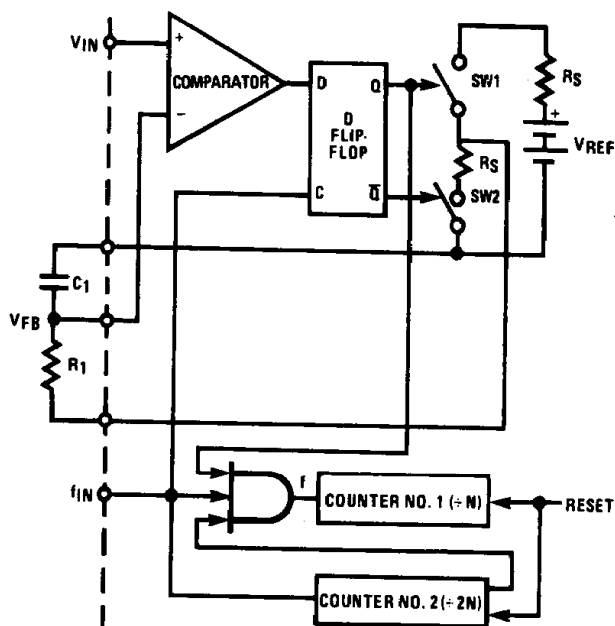 VIN
+
COMPARATOR
−
D
Q
D
FLIP-
FLOP
C
Q̅
SW1
RS
+
VREF
RS
SW2
C1
VFB
R1
fIN
f
COUNTER NO. 1 (÷N)
RESET
COUNTER NO. 2 (÷2N)